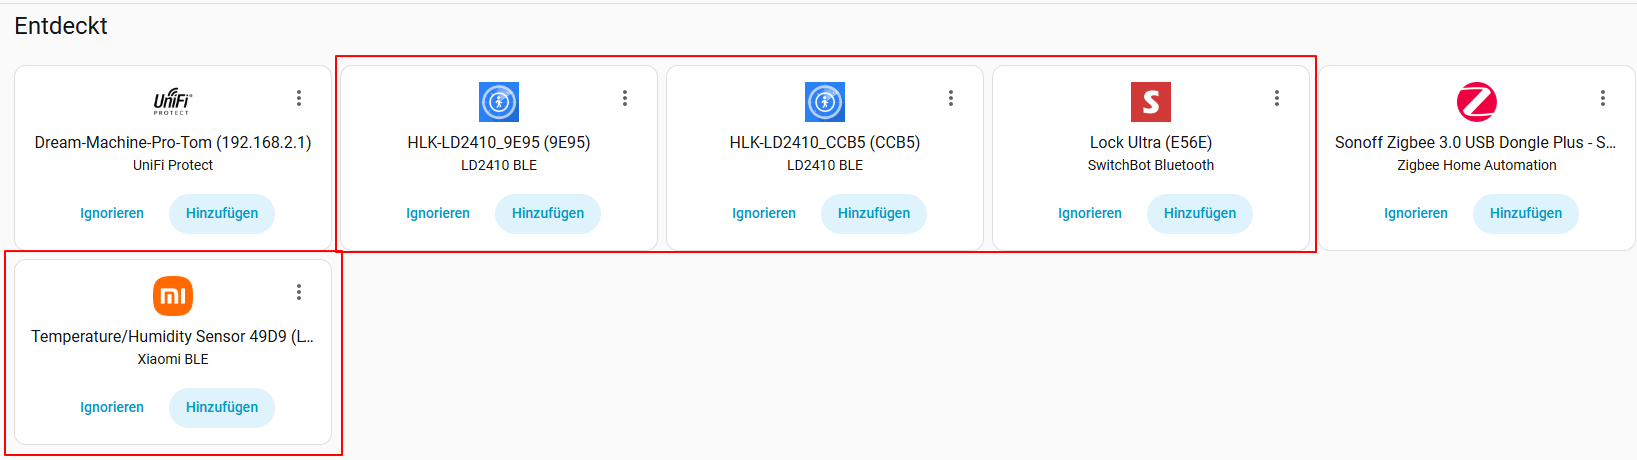 Entdeckt
UniFi
PROTECT
Dream-Machine-Pro-Tom (192.168.2.1)
UniFi Protect
Ignorieren
Hinzufügen
HLK-LD2410_9E95 (9E95)
LD2410 BLE
Ignorieren
Hinzufügen
HLK-LD2410_CCB5 (CCB5)
LD2410 BLE
Ignorieren
Hinzufügen
S
Lock Ultra (E56E)
SwitchBot Bluetooth
Ignorieren
Hinzufügen
Sonoff Zigbee 3.0 USB Dongle Plus - S...
Zigbee Home Automation
Ignorieren
Hinzufügen
mi
Temperature/Humidity Sensor 49D9 (L...
Xiaomi BLE
Ignorieren
Hinzufügen